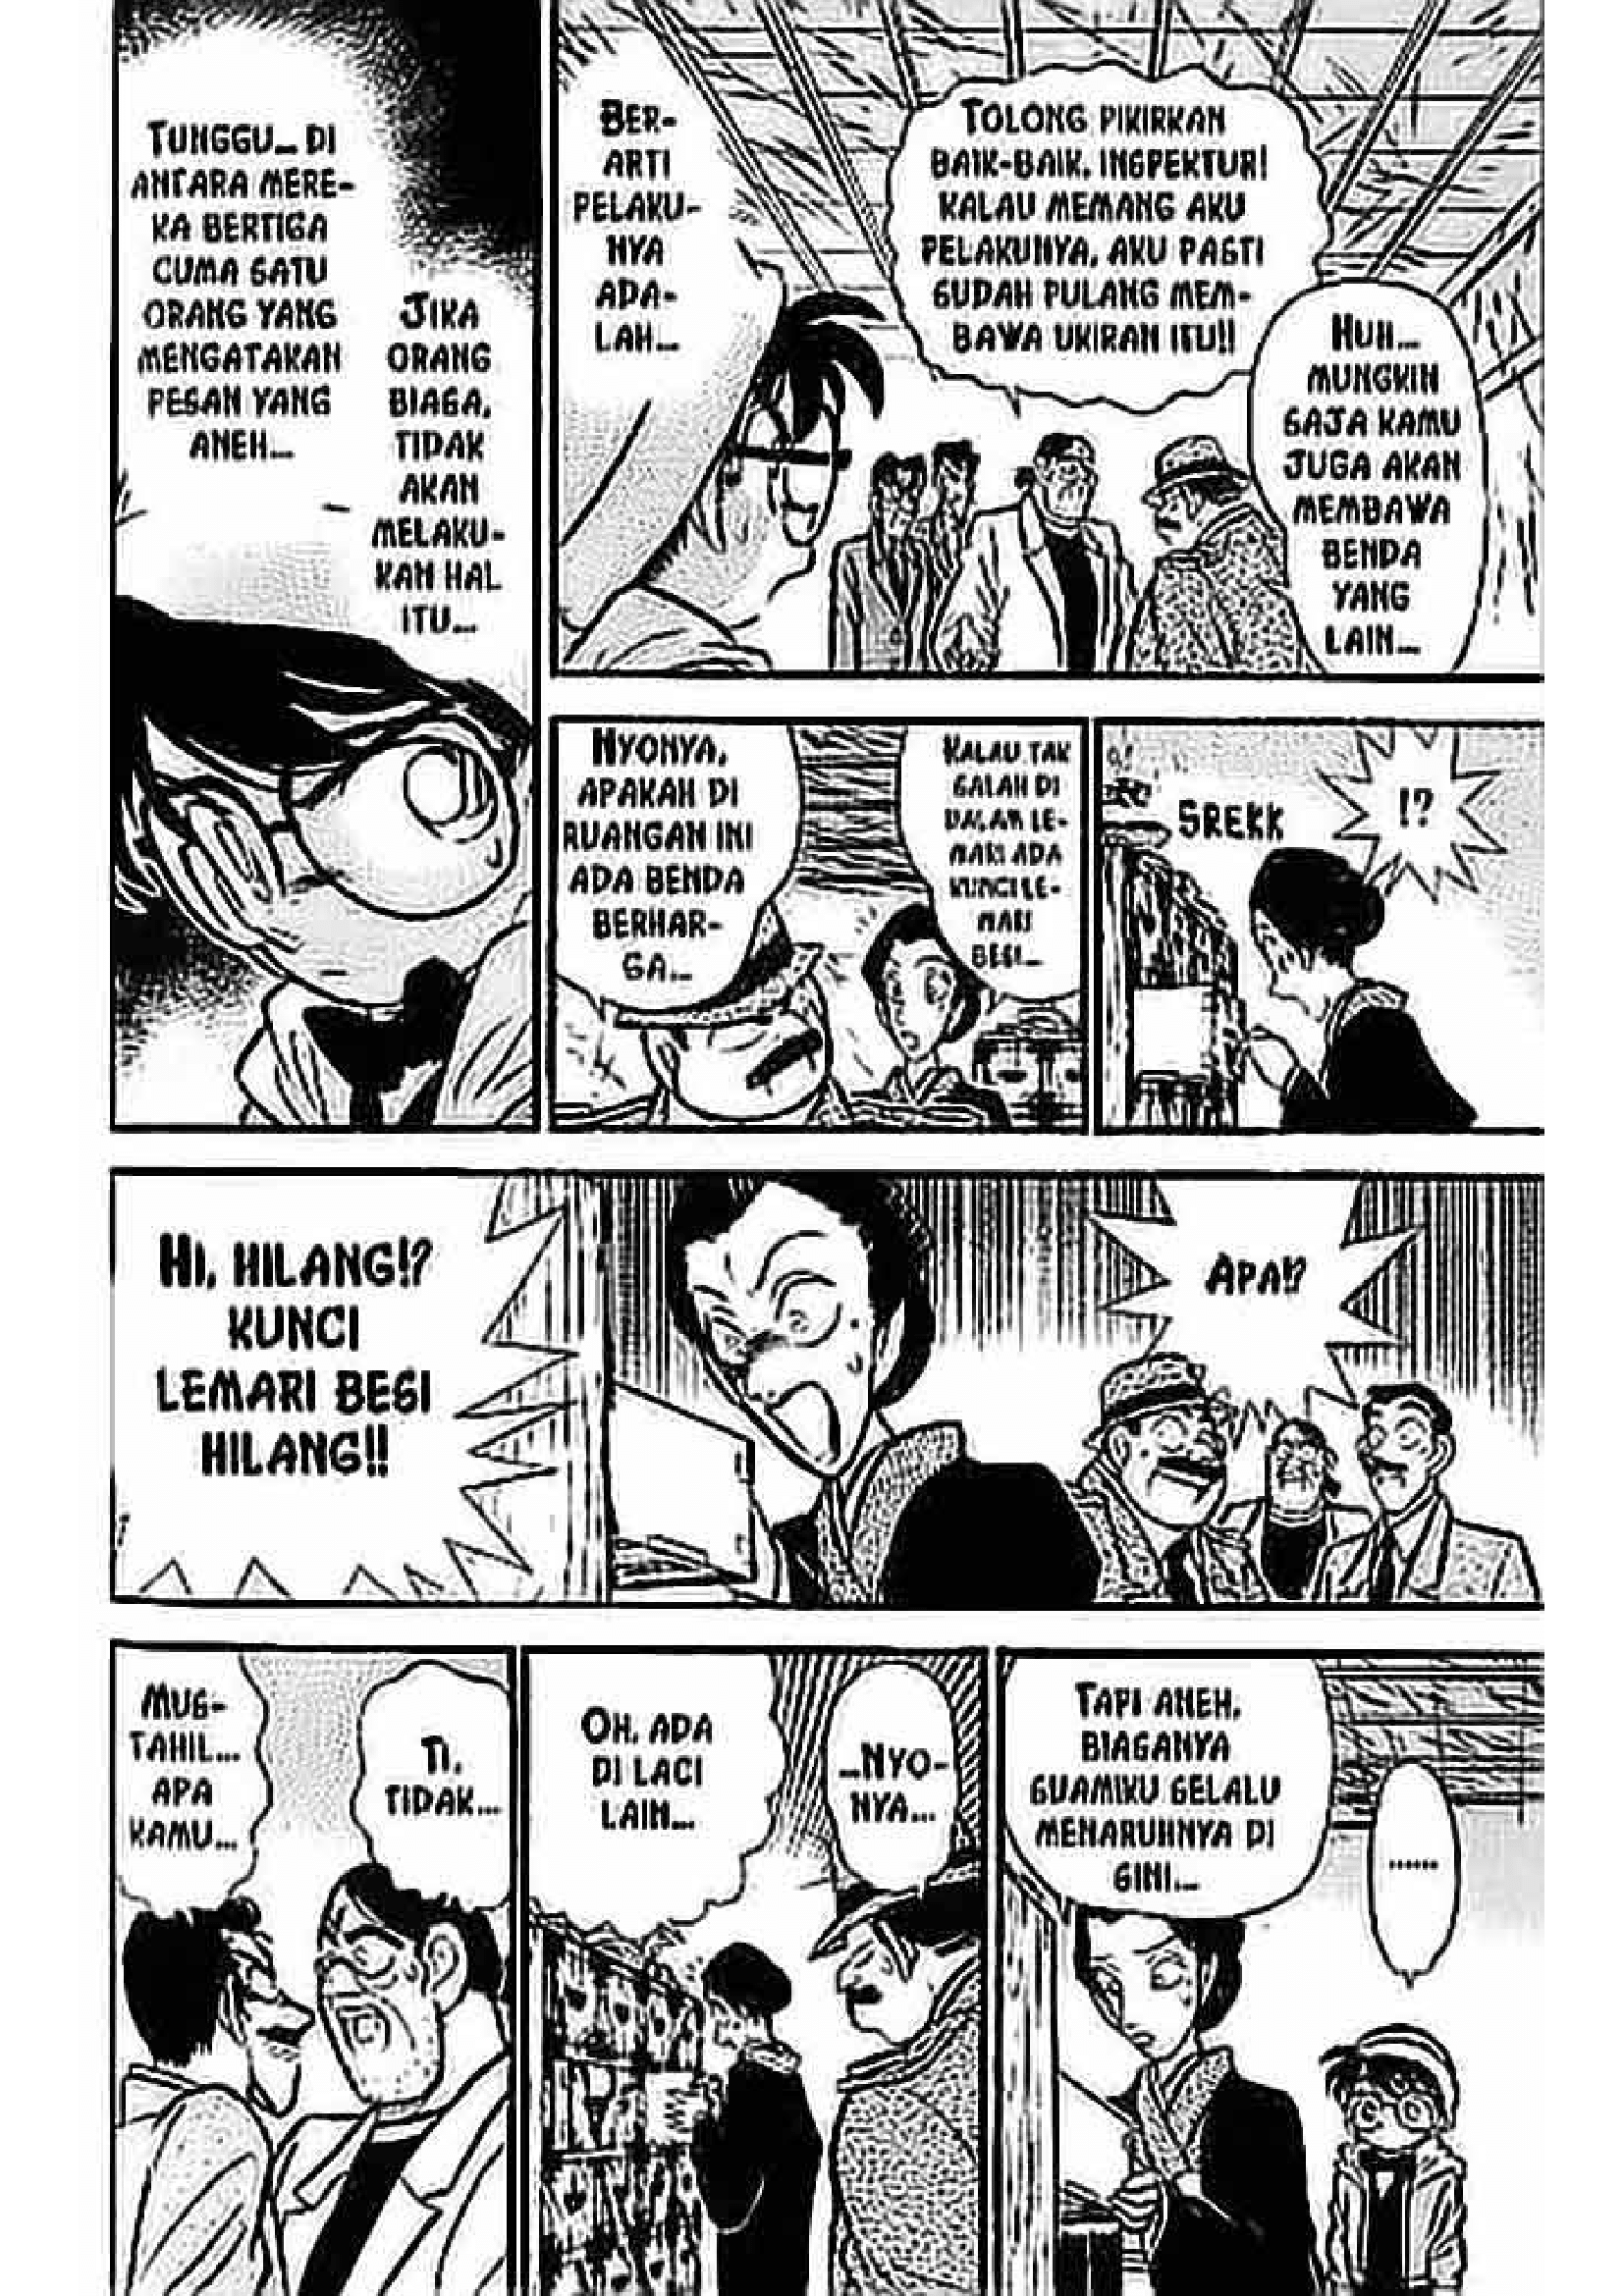 TOLONG PIKIRKAN
BAIK-BAIK, INSPEKTUR!
KALAU MEMANG AKU
PELAKUNYA, AKU PASTI
SUDAH PULANG MEM-
BAWA UKIRAN ITU!!
HUH...
MUNGKIN
SAJA KAMU
JUGA AKAN
MEMBAWA
BENDA
YANG
LAIN...
BER-
ARTI
PELAKU-
NYA
ADA-
LAH...
JIKA
ORANG
BIASA,
TIDAK
AKAN
MELAKU-
KAN HAL
ITU...
TUNGGU... DI
ANTARA MERE-
KA BERTIGA
CUMA SATU
ORANG YANG
MENGATAKAN
PESAN YANG
ANEH...
!?
SREKK
KALAU TAK
SALAH DI
DALAM LE-
MARI ADA
KUNCI LE-
MARI
BESI...
NYONYA,
APAKAH DI
RUANGAN INI
ADA BENDA
BERHAR-
GA...
APA!?
HI, HILANG!?
KUNCI
LEMARI BESI
HILANG!!
......
TAPI ANEH,
BIASANYA
SUAMIKU SELALU
MENARUHNYA DI
SINI...
...NYO-
NYA...
OH, ADA
DI LACI
LAIN...
TI,
TIDAK...
MUS-
TAHIL...
APA
KAMU...